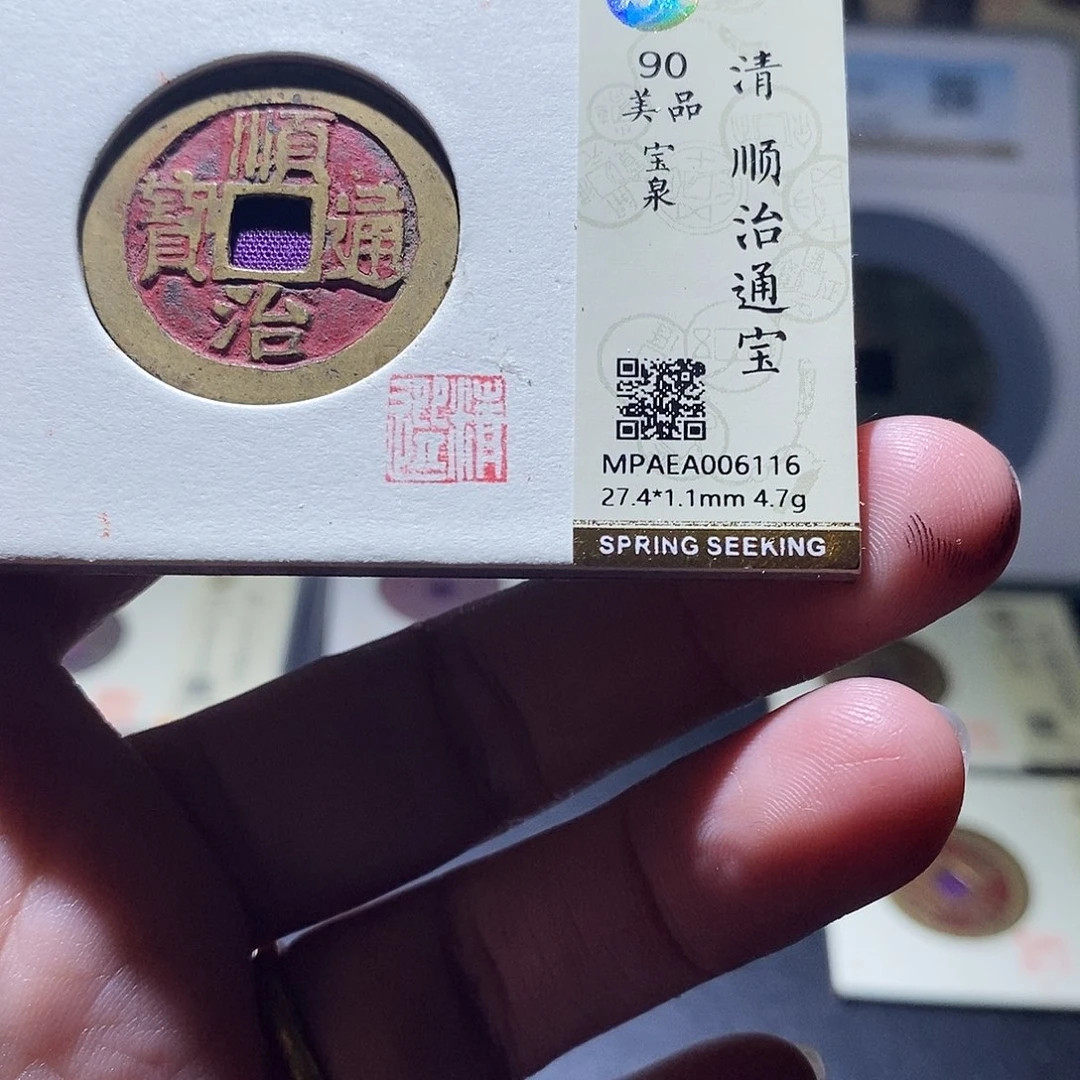 順治通寶
90
美品
宝泉
清 顺治通宝
MPAEA006116
27.4*1.1mm 4.7g
SPRING SEEKING